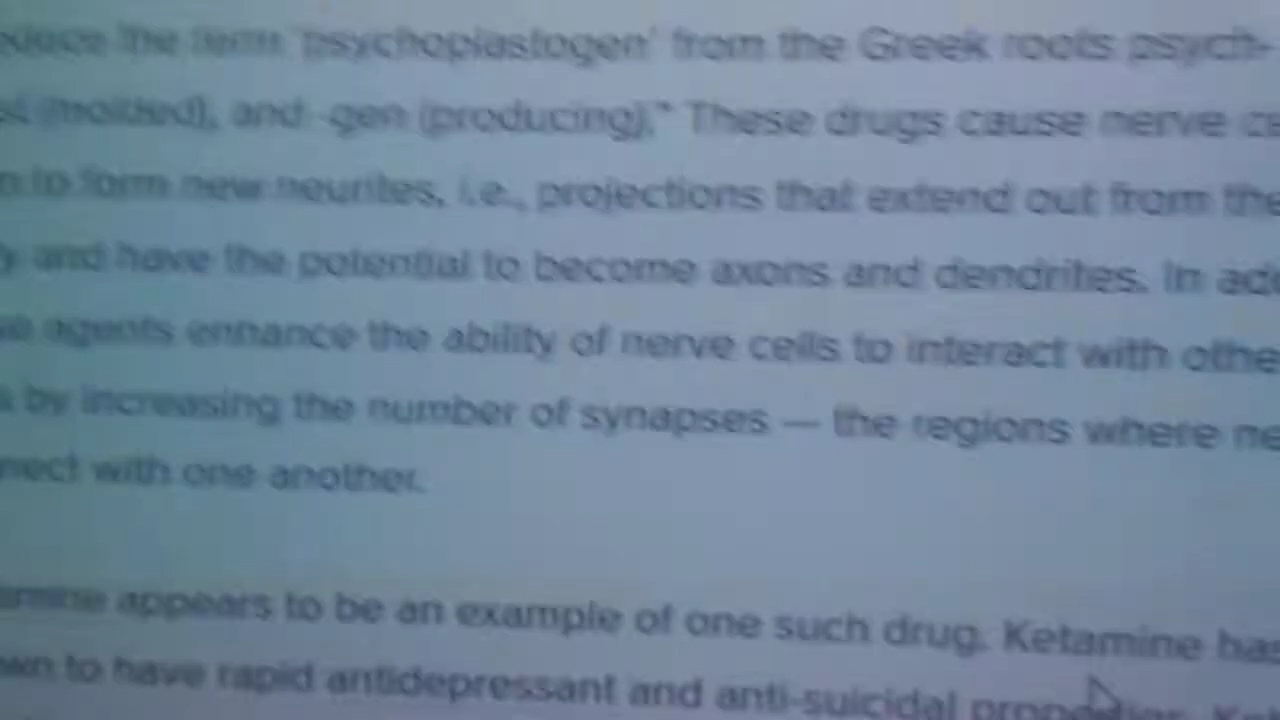 the term 'psychoplastogen' from the Greek roots psych-
(molded), and -gen (producing)." These drugs cause nerve
to form new neurites, i.e., projections that extend out from the
and have the potential to become axons and dendrites. In
agents enhance the ability of nerve cells to interact with
by increasing the number of synapses — the regions where
with one another.
appears to be an example of one such drug. Ketamine has
to have rapid antidepressant and anti-suicidal